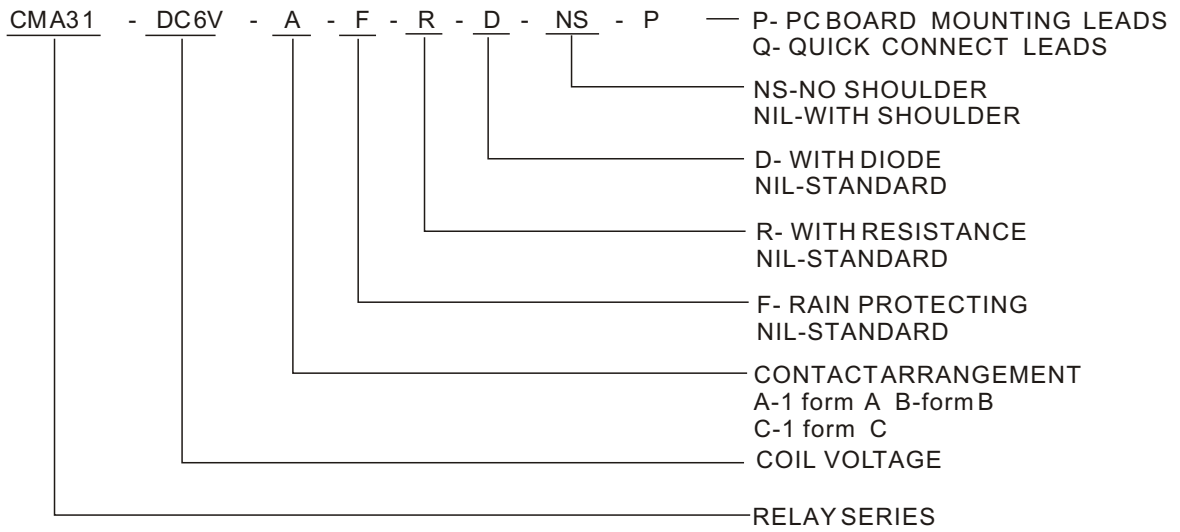 CMA31 - DC6V - A - F - R - D - NS - P — P- PC BOARD MOUNTING LEADS
Q- QUICK CONNECT LEADS
NS-NO SHOULDER
NIL-WITH SHOULDER
D- WITH DIODE
NIL-STANDARD
R- WITH RESISTANCE
NIL-STANDARD
F- RAIN PROTECTING
NIL-STANDARD
CONTACT ARRANGEMENT
A-1 form A B-form B
C-1 form C
COIL VOLTAGE
RELAY SERIES